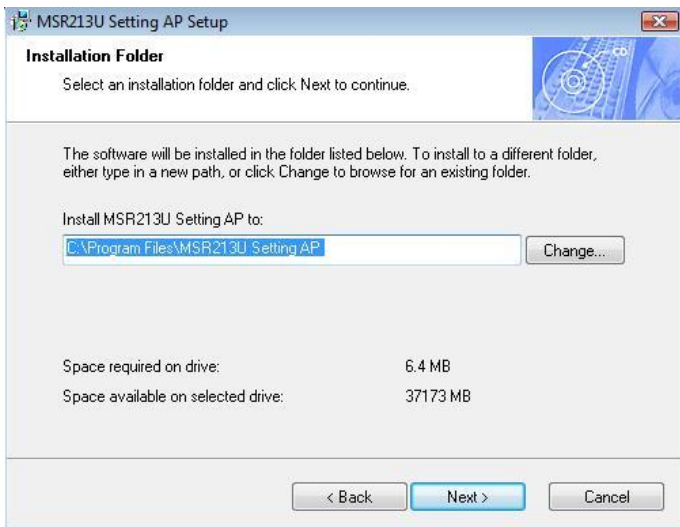 MSR213U Setting AP Setup
Installation Folder
Select an installation folder and click Next to continue.
CD
The software will be installed in the folder listed below. To install to a different folder,
either type in a new path, or click Change to browse for an existing folder.
Install MSR213U Setting AP to:
C:\Program Files\MSR213U Setting AP
Change...
Space required on drive: 6.4 MB
Space available on selected drive: 37173 MB
< Back Next > Cancel